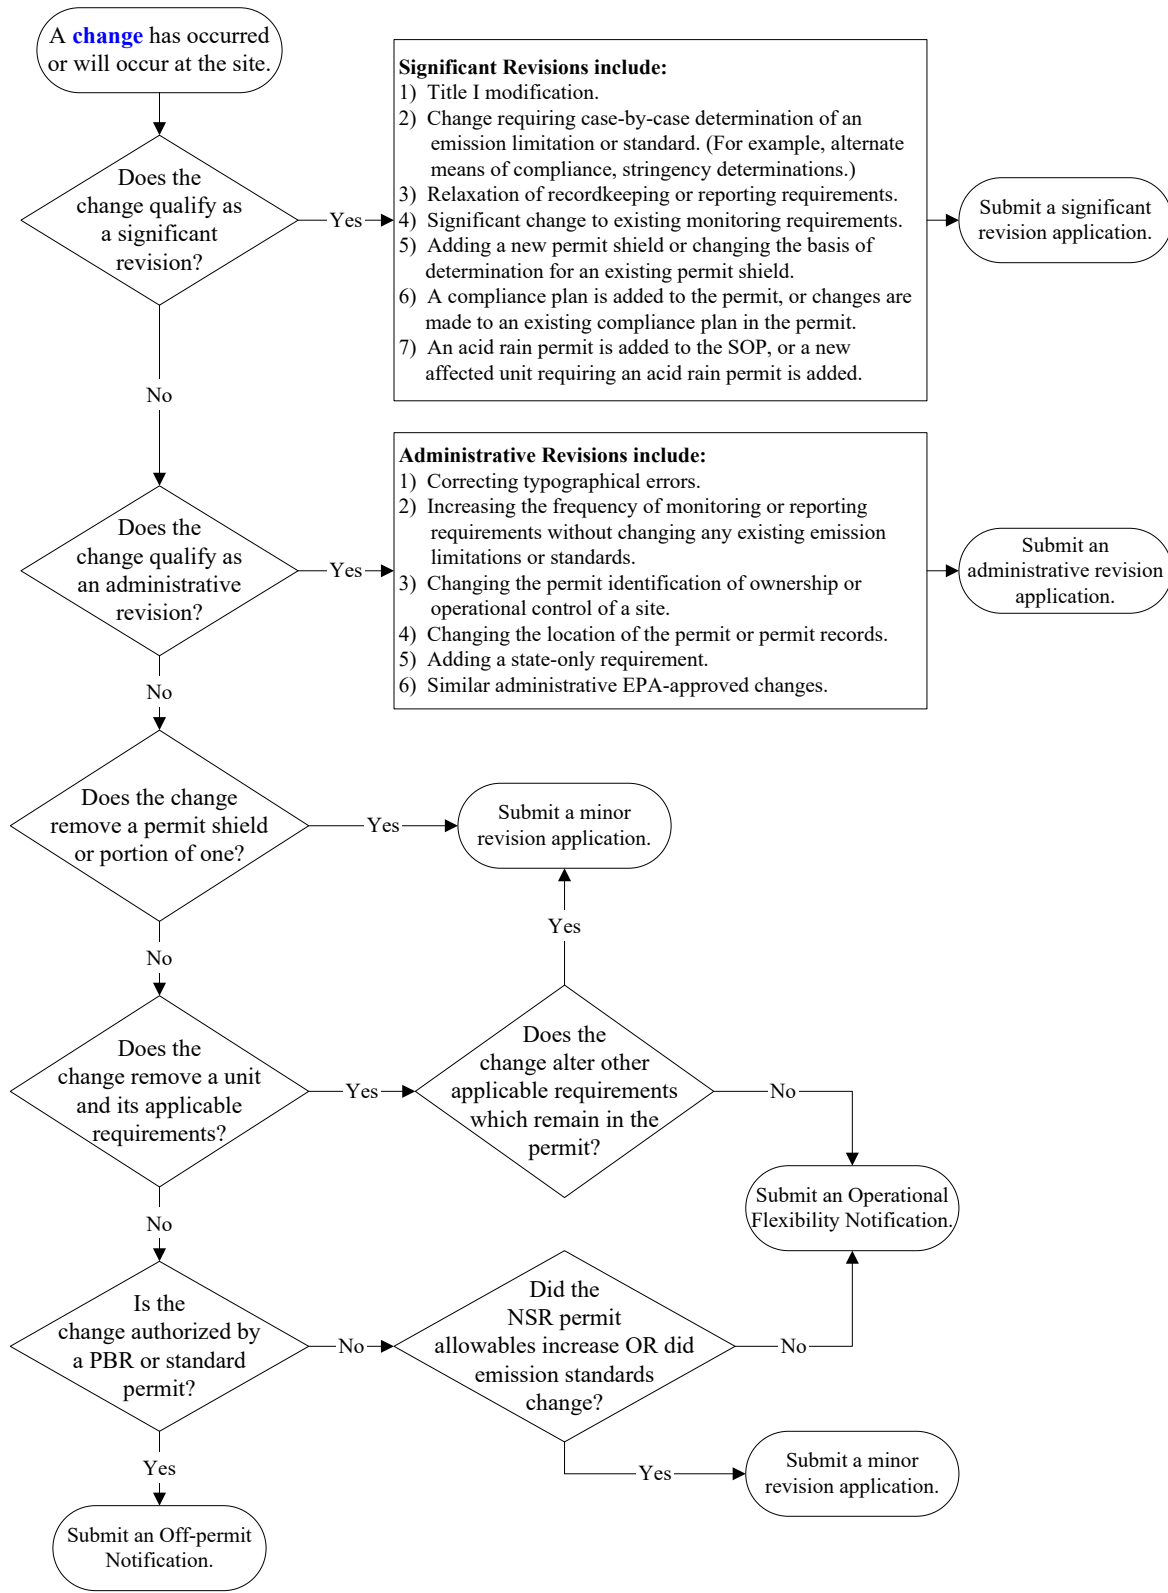 A change has occurred
or will occur at the site.
Does the
change qualify as
a significant
revision?
Yes
Significant Revisions include:
1) Title I modification.
2) Change requiring case-by-case determination of an
emission limitation or standard. (For example, alternate
means of compliance, stringency determinations.)
3) Relaxation of recordkeeping or reporting requirements.
4) Significant change to existing monitoring requirements.
5) Adding a new permit shield or changing the basis of
determination for an existing permit shield.
6) A compliance plan is added to the permit, or changes are
made to an existing compliance plan in the permit.
7) An acid rain permit is added to the SOP, or a new
affected unit requiring an acid rain permit is added.
Submit a significant
revision application.
No
Does the
change qualify as
an administrative
revision?
Yes
Administrative Revisions include:
1) Correcting typographical errors.
2) Increasing the frequency of monitoring or reporting
requirements without changing any existing emission
limitations or standards.
3) Changing the permit identification of ownership or
operational control of a site.
4) Changing the location of the permit or permit records.
5) Adding a state-only requirement.
6) Similar administrative EPA-approved changes.
Submit an
administrative revision
application.
No
Does the change
remove a permit shield
or portion of one?
Yes
Submit a minor
revision application.
Yes
No
Does the
change remove a unit
and its applicable
requirements?
Yes
Does the
change alter other
applicable requirements
which remain in the
permit?
No
Submit an Operational
Flexibility Notification.
No
Is the
change authorized by
a PBR or standard
permit?
No
Did the
NSR permit
allowables increase OR did
emission standards
change?
No
Yes
Submit a minor
revision application.
Yes
Submit an Off-permit
Notification.